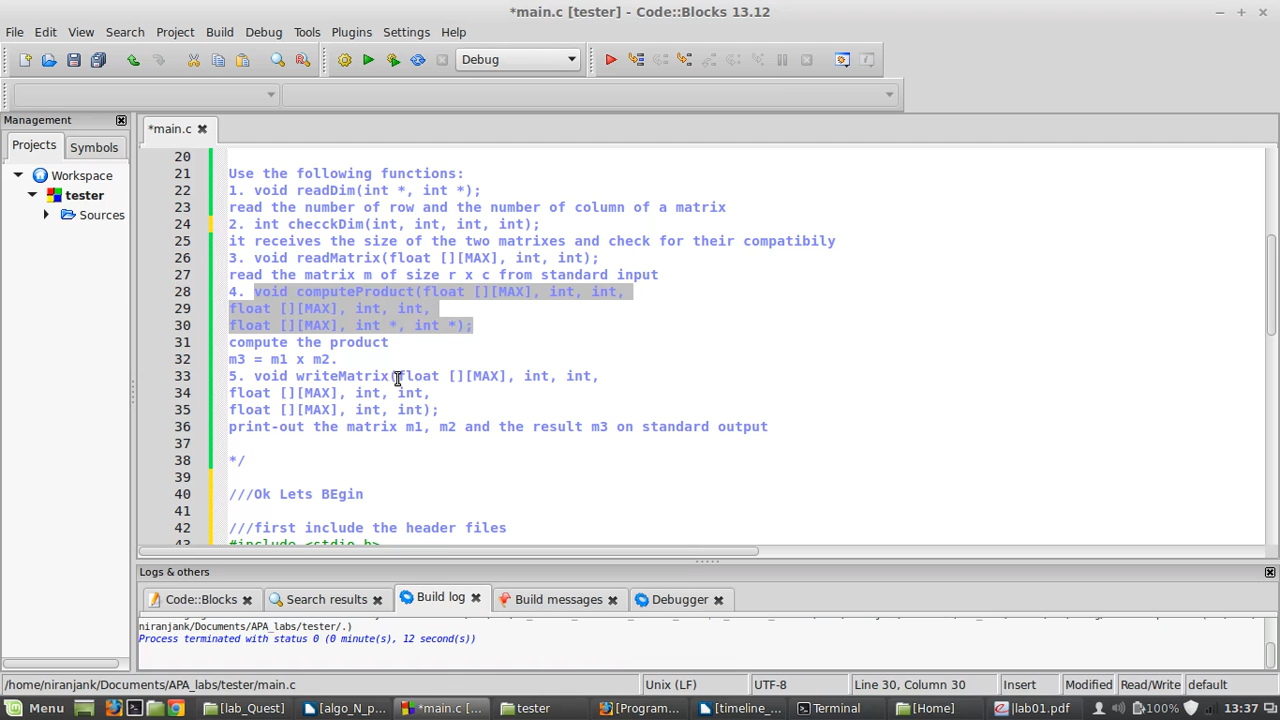 *main.c [tester] - Code::Blocks 13.12
File Edit View Search Project Build Debug Tools Plugins Settings Help
Debug
Management
Projects Symbols
Workspace
tester
Sources
*main.c
20
21 Use the following functions:
22 1. void readDim(int *, int *);
23 read the number of row and the number of column of a matrix
24 2. int checckDim(int, int, int, int);
25 it receives the size of the two matrixes and check for their compatibily
26 3. void readMatrix(float [][MAX], int, int);
27 read the matrix m of size r x c from standard input
28 4. void computeProduct(float [][MAX], int, int,
29 float [][MAX], int, int,
30 float [][MAX], int *, int *);
31 compute the product
32 m3 = m1 x m2.
33 5. void writeMatrix(float [][MAX], int, int,
34 float [][MAX], int, int,
35 float [][MAX], int, int);
36 print-out the matrix m1, m2 and the result m3 on standard output
37
38 */
39
40 ///Ok Lets BEgin
41
42 ///first include the header files
43 #include <stdio.h>
Logs & others
Code::Blocks Search results Build log Build messages Debugger
niranjank/Documents/APA_labs/tester/.)
Process terminated with status 0 (0 minute(s), 12 second(s))
/home/niranjank/Documents/APA_labs/tester/main.c Unix (LF) UTF-8 Line 30, Column 30 Insert Modified Read/Write default
Menu [lab_Quest] [algo_N_p... *main.c [... tester [Program... [timeline_... Terminal [Home] [lab01.pdf 100% 13:37